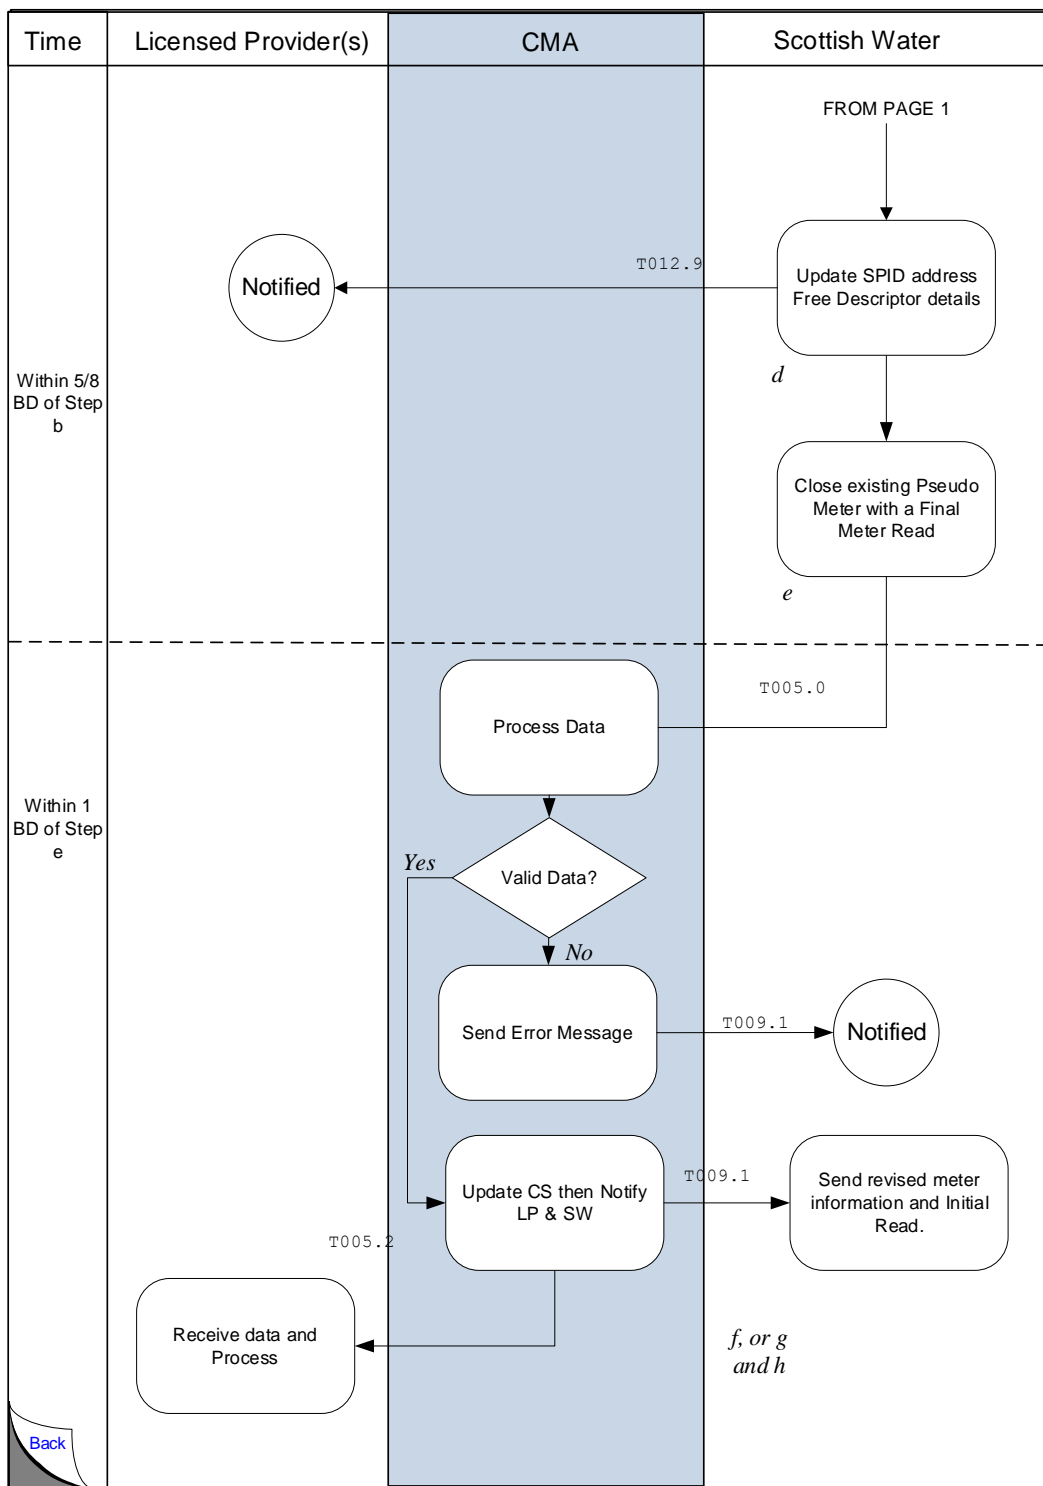 Time
Licensed Provider(s)
CMA
Scottish Water
FROM PAGE 1
T012.9
Notified
Update SPID address
Free Descriptor details
d
Within 5/8
BD of Step
b
Close existing Pseudo
Meter with a Final
Meter Read
e
T005.0
Process Data
Within 1
BD of Step
e
Yes
Valid Data?
No
Send Error Message
T009.1
Notified
Update CS then Notify
LP & SW
T009.1
Send revised meter
information and Initial
Read.
T005.2
Receive data and
Process
f, or g
and h
Back